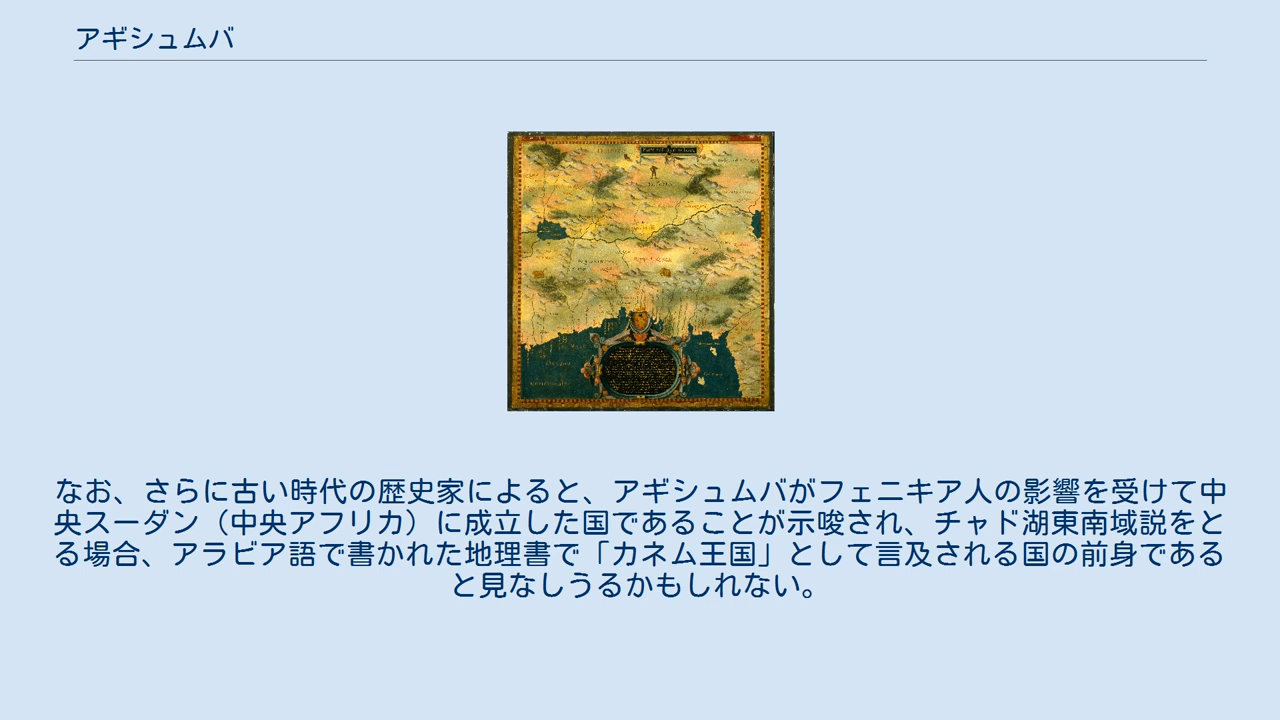 アギシュムバ
なお、さらに古い時代の歴史家によると、アギシュムバがフェニキア人の影響を受けて中
央スーダン（中央アフリカ）に成立した国であることが示唆され、チャド湖東南域説をと
る場合、アラビア語で書かれた地理書で「カネム王国」として言及される国の前身である
と見なしうるかもしれない。